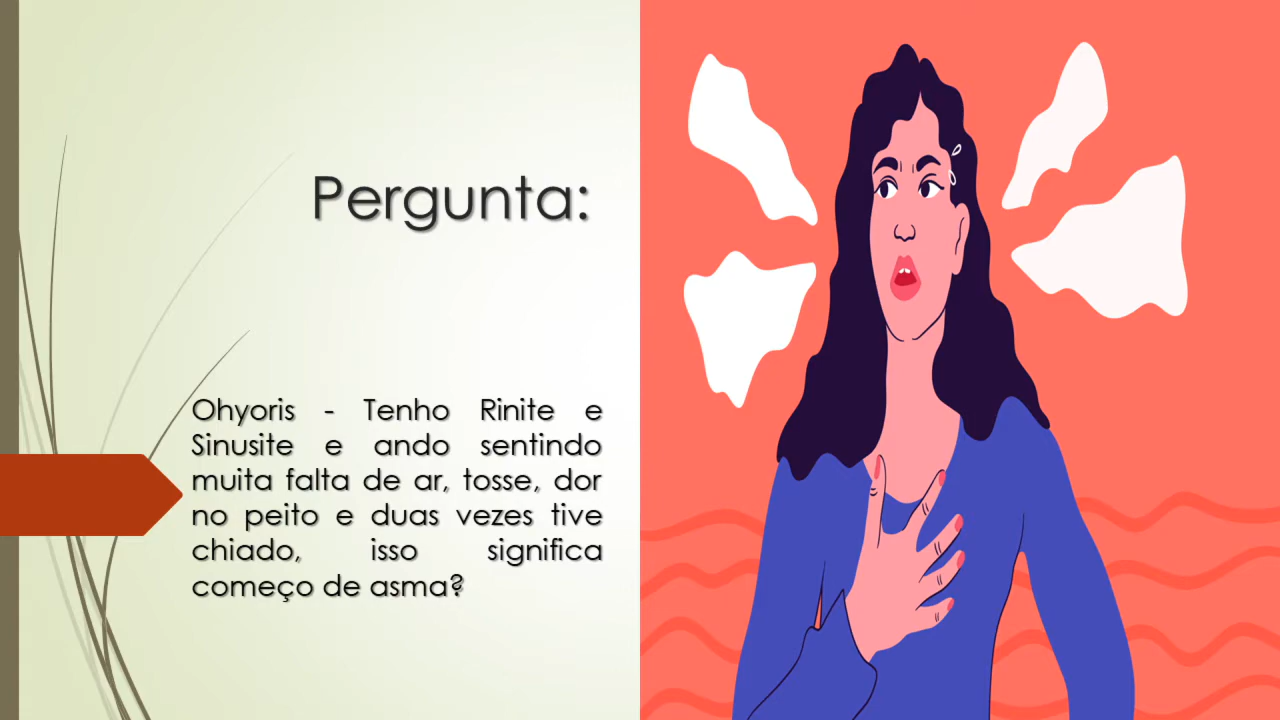 Pergunta:
Ohyoris - Tenho Rinite e
Sinusite e ando sentindo
muita falta de ar, tosse, dor
no peito e duas vezes tive
chiado, isso significa
começo de asma?